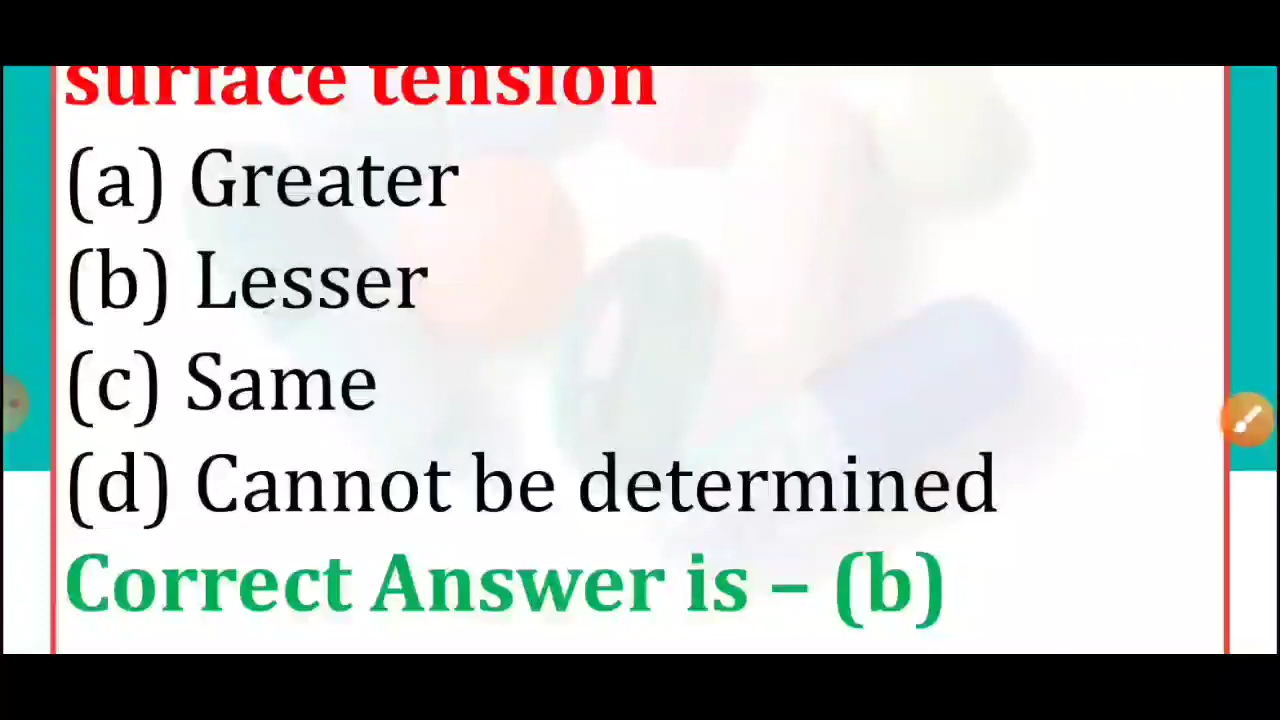 surface tension
(a) Greater
(b) Lesser
(c) Same
(d) Cannot be determined
Correct Answer is – (b)